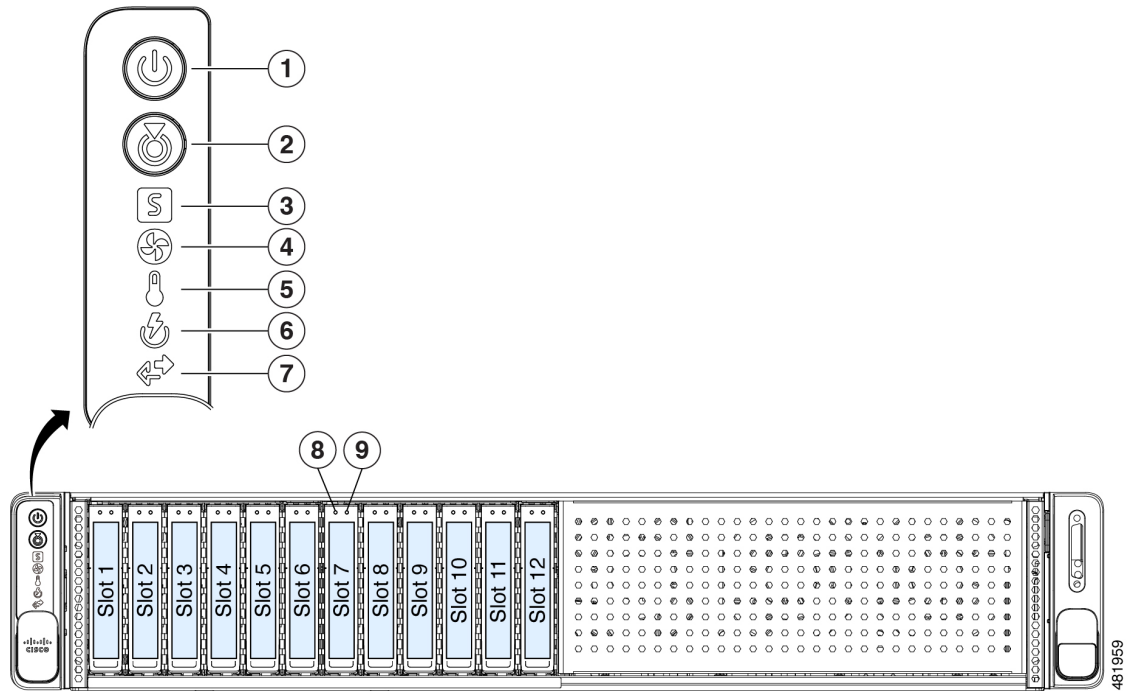 1
2
S
3
4
5
6
7
8 9
Slot 1
Slot 2
Slot 3
Slot 4
Slot 5
Slot 6
Slot 7
Slot 8
Slot 9
Slot 10
Slot 11
Slot 12
S
CISCO
481959